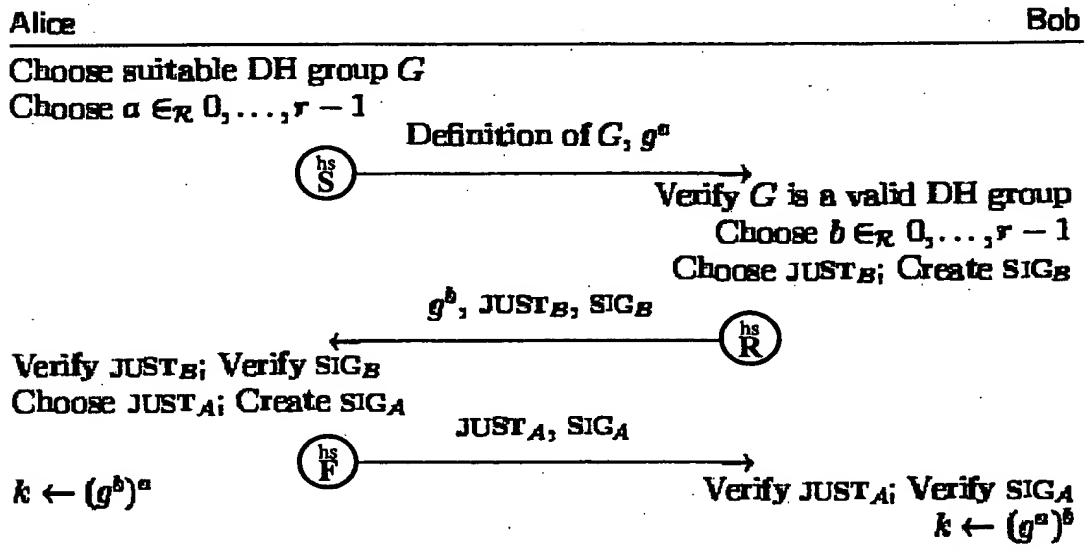 Alice Bob
Choose suitable DH group G
Choose a ∈R 0,...,r − 1
Definition of G, g^a
hs
S
Verify G is a valid DH group
Choose b ∈R 0,...,r − 1
Choose JUST_B; Create SIG_B
g^b, JUST_B, SIG_B
hs
R
Verify JUST_B; Verify SIG_B
Choose JUST_A; Create SIG_A
JUST_A, SIG_A
hs
F
k ← (g^b)^a
Verify JUST_A; Verify SIG_A
k ← (g^a)^b